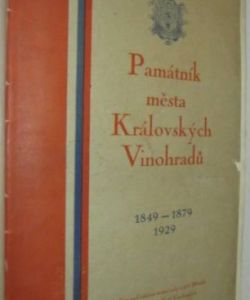 Památník
města
Královských
Vinohradů
1849 — 1879
1929